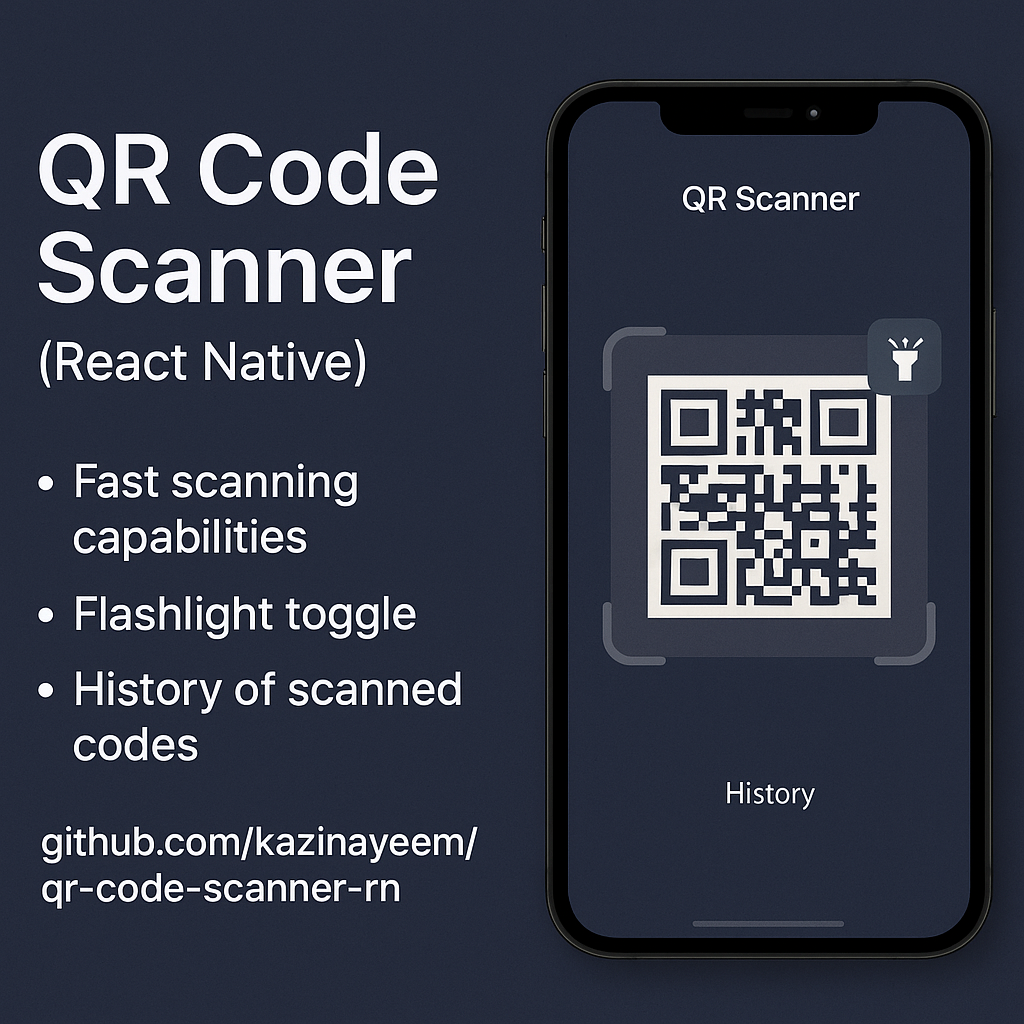 QR Code
Scanner
(React Native)
• Fast scanning
capabilities
• Flashlight toggle
• History of scanned
codes
github.com/kazinayeem/
qr-code-scanner-rn
QR Scanner
History